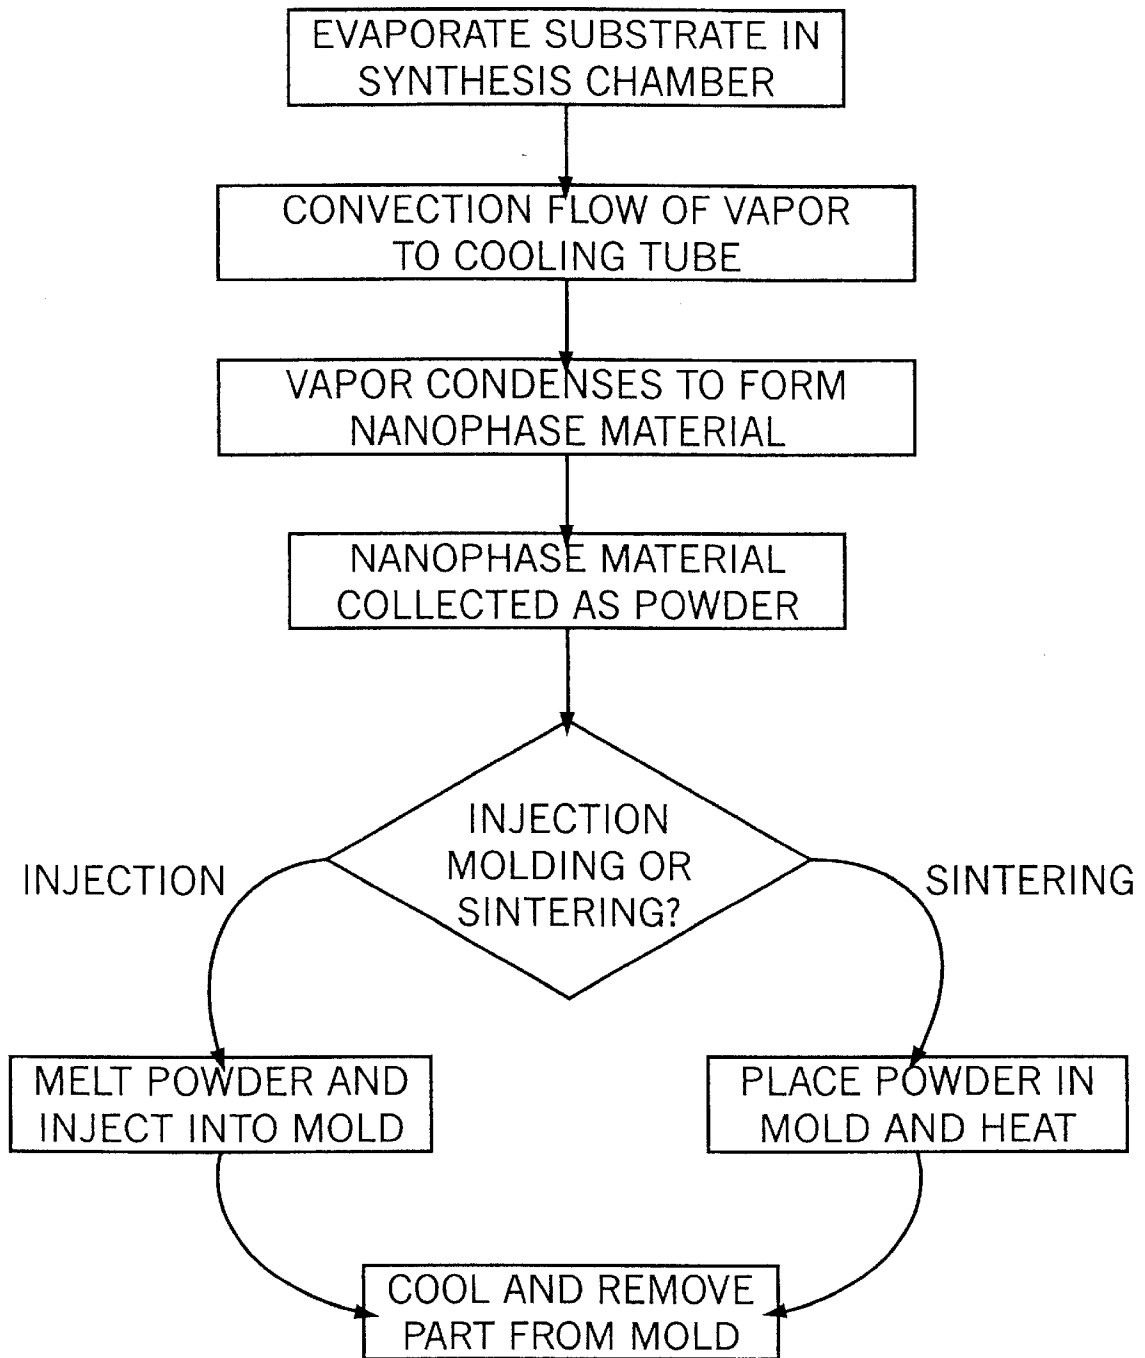 EVAPORATE SUBSTRATE IN
SYNTHESIS CHAMBER
CONVECTION FLOW OF VAPOR
TO COOLING TUBE
VAPOR CONDENSES TO FORM
NANOPHASE MATERIAL
NANOPHASE MATERIAL
COLLECTED AS POWDER
INJECTION
MOLDING OR
SINTERING?
INJECTION
SINTERING
MELT POWDER AND
INJECT INTO MOLD
PLACE POWDER IN
MOLD AND HEAT
COOL AND REMOVE
PART FROM MOLD